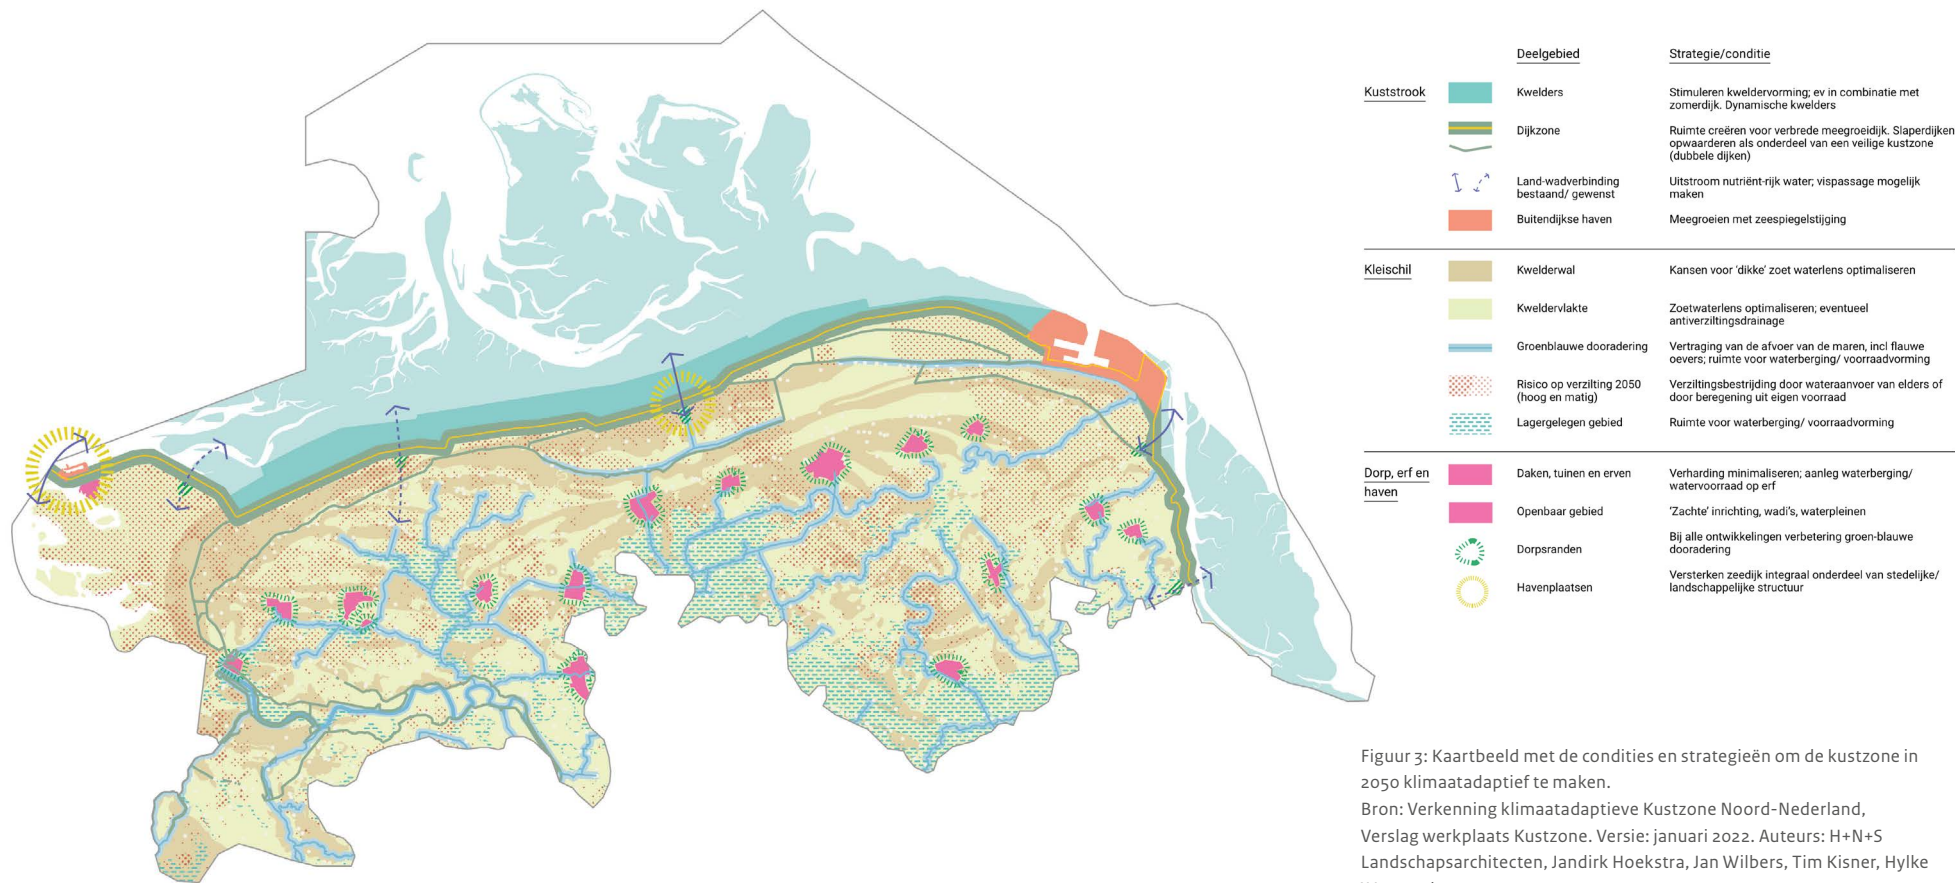 Deelgebied Strategie/conditie
Kuststrook Kwelders Stimuleren kweldervorming; ev in combinatie met
zomerdijk. Dynamische kwelders
Dijkzone Ruimte creëren voor verbrede meegroeidijk. Slaperdijken
opwaarderen als onderdeel van een veilige kustzone
(dubbele dijken)
Land-wadverbinding Uitstroom nutriënt-rijk water; vispassage mogelijk
bestaand/ gewenst maken
Buitendijkse haven Meegroeien met zeespiegelstijging
Kleischil Kwelderwal Kansen voor 'dikke' zoet waterlens optimaliseren
Kweldervlakte Zoetwaterlens optimaliseren; eventueel
antiverziltingsdrainage
Groenblauwe dooradering Vertraging van de afvoer van de maren, incl flauwe
oevers; ruimte voor waterberging/ voorraadvorming
Risico op verzilting 2050 Verziltingsbestrijding door wateraanvoer van elders of
(hoog en matig) door beregening uit eigen voorraad
Lagergelegen gebied Ruimte voor waterberging/ voorraadvorming
Dorp, erf en Daken, tuinen en erven Verharding minimaliseren; aanleg waterberging/
haven watervoorraad op erf
Openbaar gebied 'Zachte' inrichting, wadi's, waterpleinen
Dorpsranden Bij alle ontwikkelingen verbetering groen-blauwe
dooradering
Havenplaatsen Versterken zeedijk integraal onderdeel van stedelijke/
landschappelijke structuur
Figuur 3: Kaartbeeld met de condities en strategieën om de kustzone in
2050 klimaatadaptief te maken.
Bron: Verkenning klimaatadaptieve Kustzone Noord-Nederland,
Verslag werkplaats Kustzone. Versie: januari 2022. Auteurs: H+N+S
Landschapsarchitecten, Jandirk Hoekstra, Jan Wilbers, Tim Kisner, Hylke